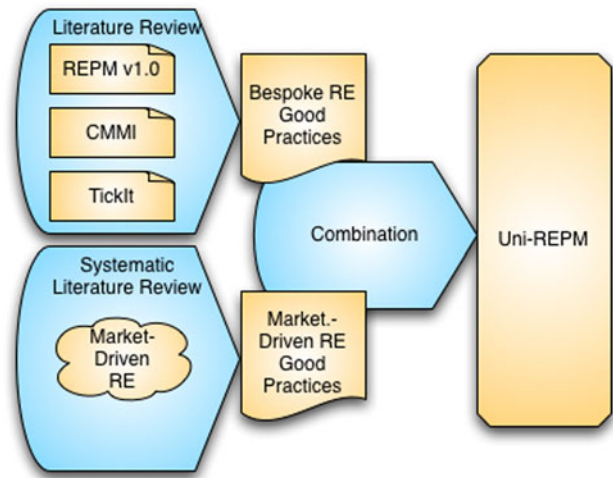 Literature Review
REPM v1.0
CMMI
TickIt
Bespoke RE
Good
Practices
Combination
Uni-REPM
Systematic
Literature Review
Market-
Driven
RE
Market.-
Driven RE
Good
Practices